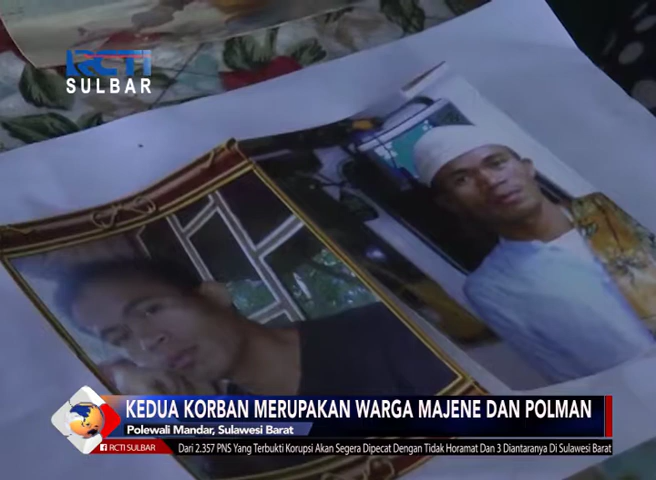 RCTI
SULBAR
KEDUA KORBAN MERUPAKAN WARGA MAJENE DAN POLMAN
Polewali Mandar, Sulawesi Barat
RCTI SULBAR
Dari 2.357 PNS Yang Terbukti Korupsi Akan Segera Dipecat Dengan Tidak Horamat Dan 3 Diantaranya Di Sulawesi Barat